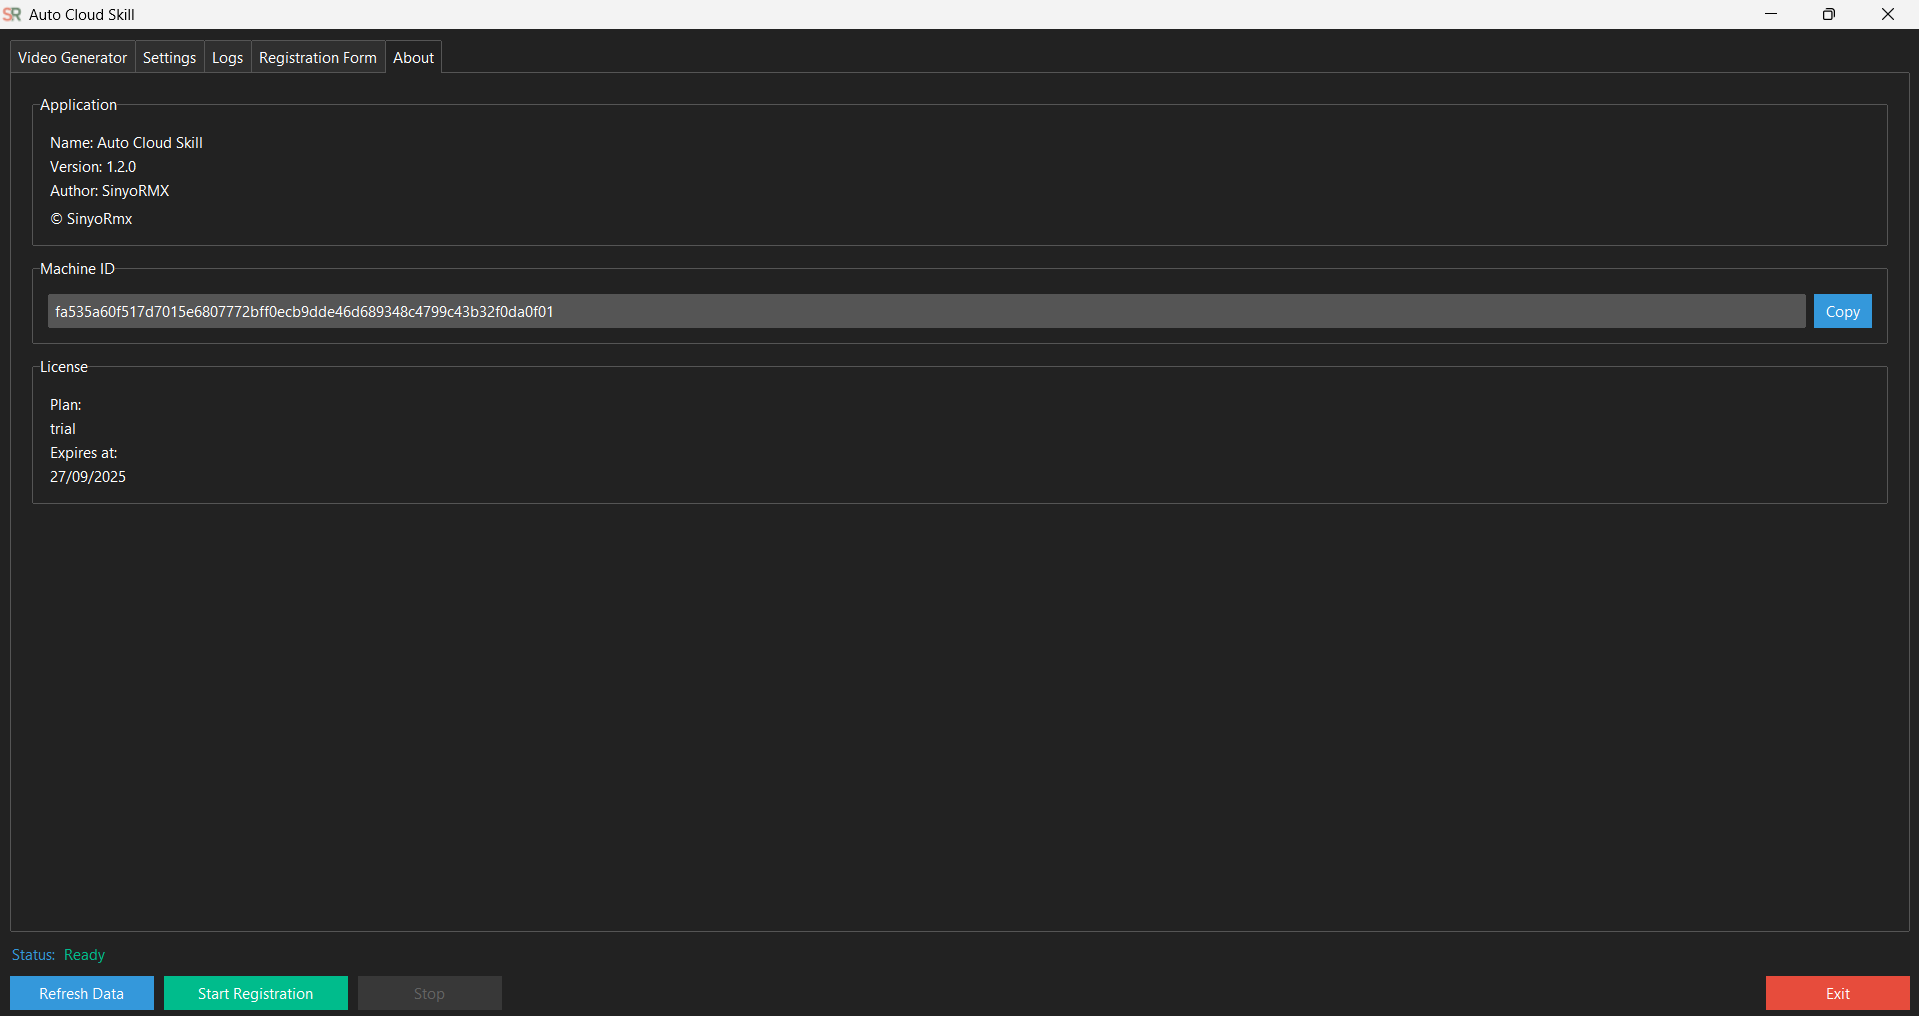 SR Auto Cloud Skill
Video Generator Settings Logs Registration Form About
Application
Name: Auto Cloud Skill
Version: 1.2.0
Author: SinyoRMX
© SinyoRmx
Machine ID
fa535a60f517d7015e6807772bff0ecb9dde46d689348c4799c43b32f0da0f01 Copy
License
Plan:
trial
Expires at:
27/09/2025
Status: Ready
Refresh Data Start Registration Stop Exit